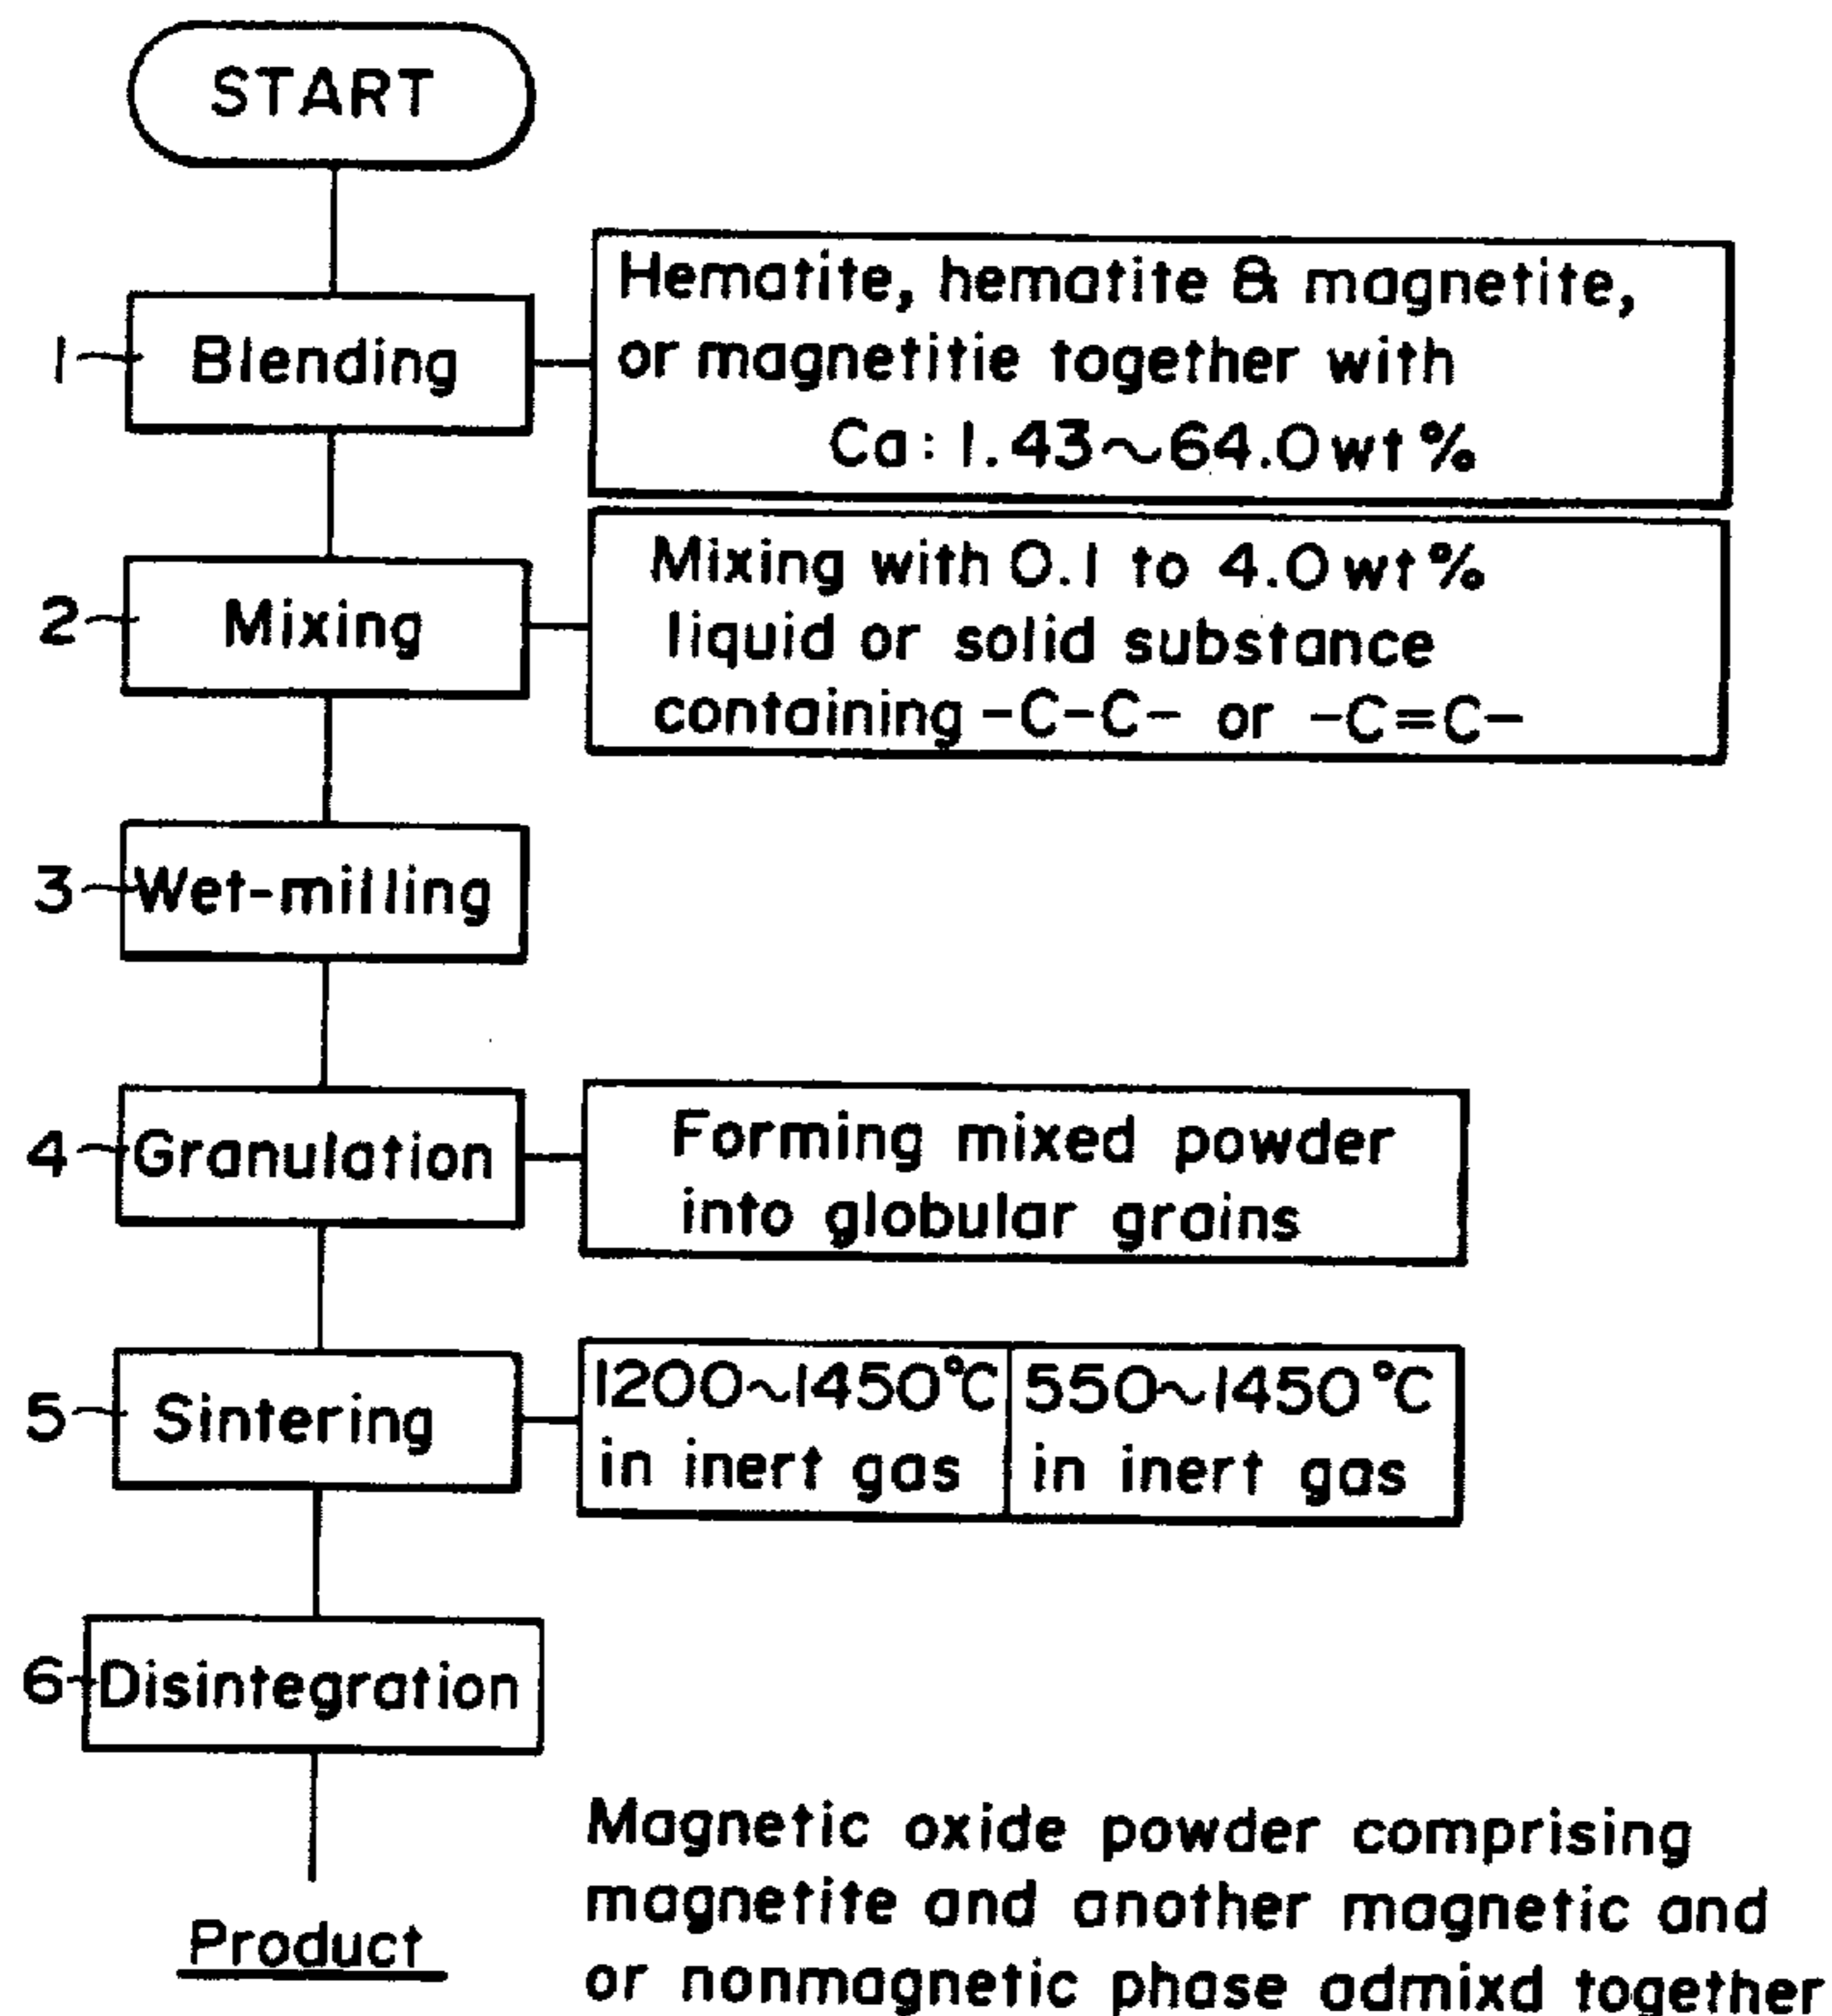 START
1 Blending
Hematite, hematite & magnetite,
or magnetitie together with
Ca: 1.43~64.0wt%
2 Mixing
Mixing with 0.1 to 4.0wt%
liquid or solid substance
containing -C-C- or -C=C-
3 Wet-milling
4 Granulation
Forming mixed powder
into globular grains
5 Sintering
1200~1450°C
in inert gas
550~1450°C
in inert gas
6 Disintegration
Product
Magnetic oxide powder comprising
magnetite and another magnetic and
or nonmagnetic phase admixd together